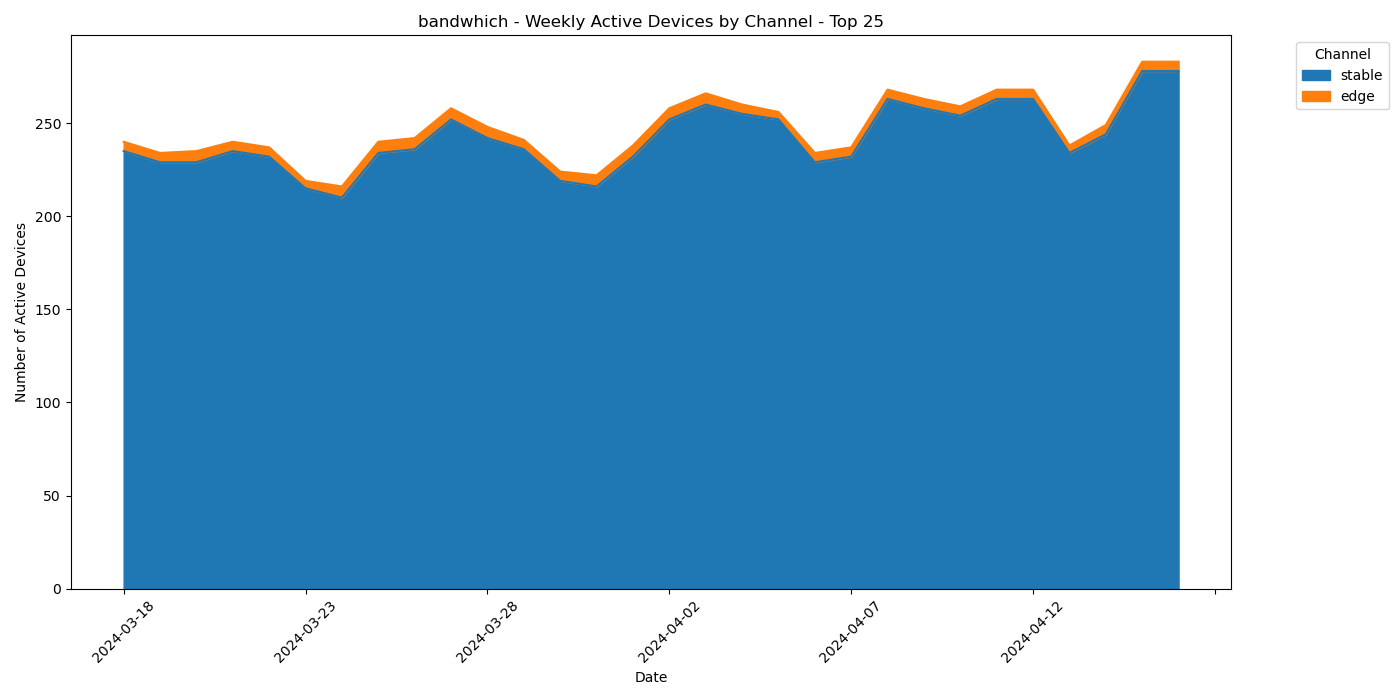 bandwhich - Weekly Active Devices by Channel - Top 25
Channel
stable
edge
Number of Active Devices
250
200
150
100
50
0
2024-03-18
2024-03-23
2024-03-28
2024-04-02
2024-04-07
2024-04-12
Date